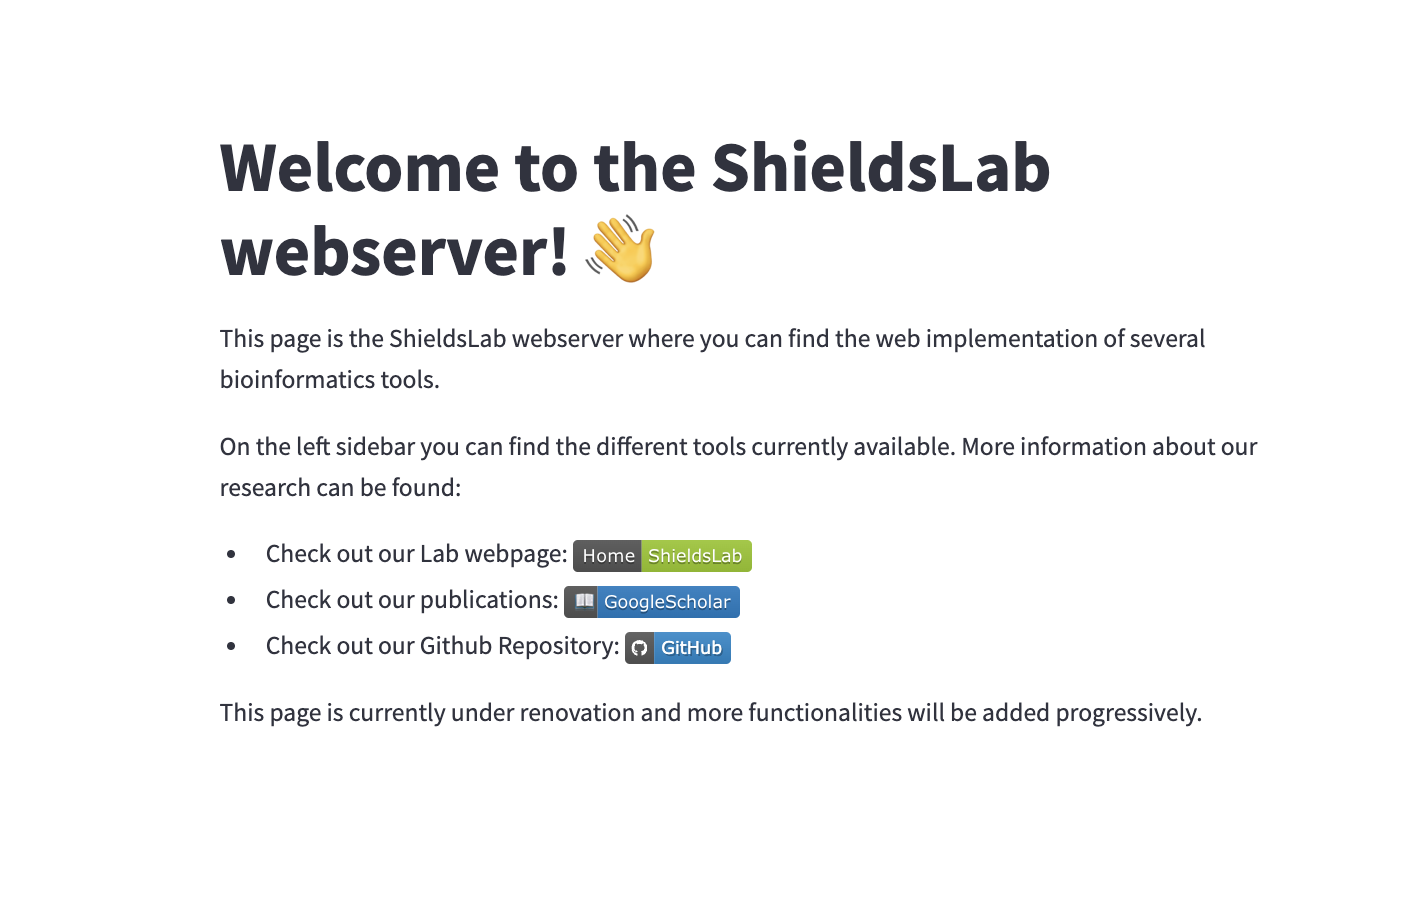 Welcome to the ShieldsLab
webserver! 👋
This page is the ShieldsLab webserver where you can find the web implementation of several
bioinformatics tools.
On the left sidebar you can find the different tools currently available. More information about our
research can be found:
• Check out our Lab webpage: Home ShieldsLab
• Check out our publications: 📖 GoogleScholar
• Check out our Github Repository: GitHub
This page is currently under renovation and more functionalities will be added progressively.